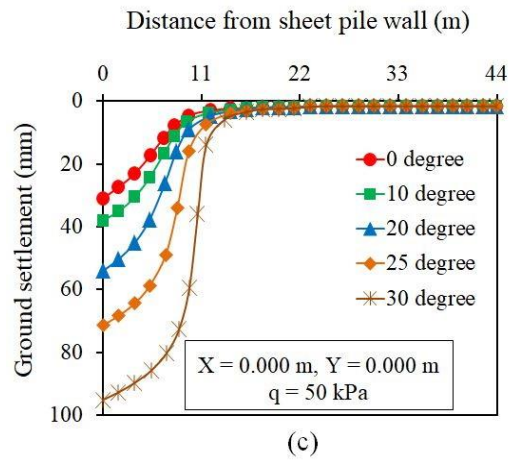 Distance from sheet pile wall (m)
0 11 22 33 44
0
20
40
60
80
100
Ground settlement (mm)
0 degree
10 degree
20 degree
25 degree
30 degree
X = 0.000 m, Y = 0.000 m
q = 50 kPa
(c)